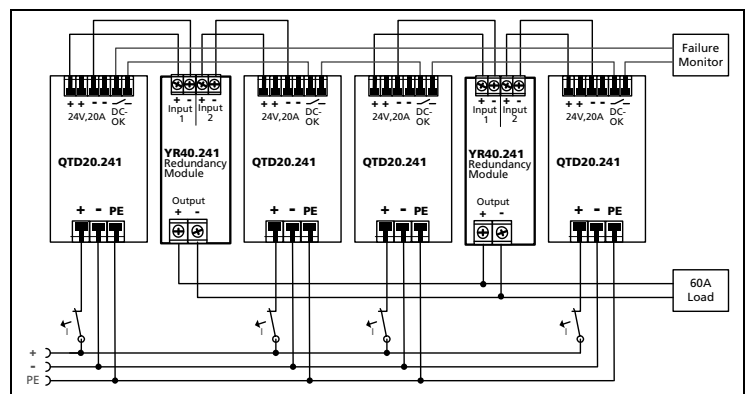 Failure
Monitor
+ + - -
24V,20A
DC-
OK
QTD20.241
+ - PE
+ - + -
Input
1
Input
2
YR40.241
Redundancy
Module
Output
+ -
+ + - -
24V,20A
DC-
OK
QTD20.241
+ - PE
+ + - -
24V,20A
DC-
OK
QTD20.241
+ - PE
+ - + -
Input
1
Input
2
YR40.241
Redundancy
Module
Output
+ -
+ + - -
24V,20A
DC-
OK
QTD20.241
+ - PE
60A
Load
I
I
I
I
+
-
PE